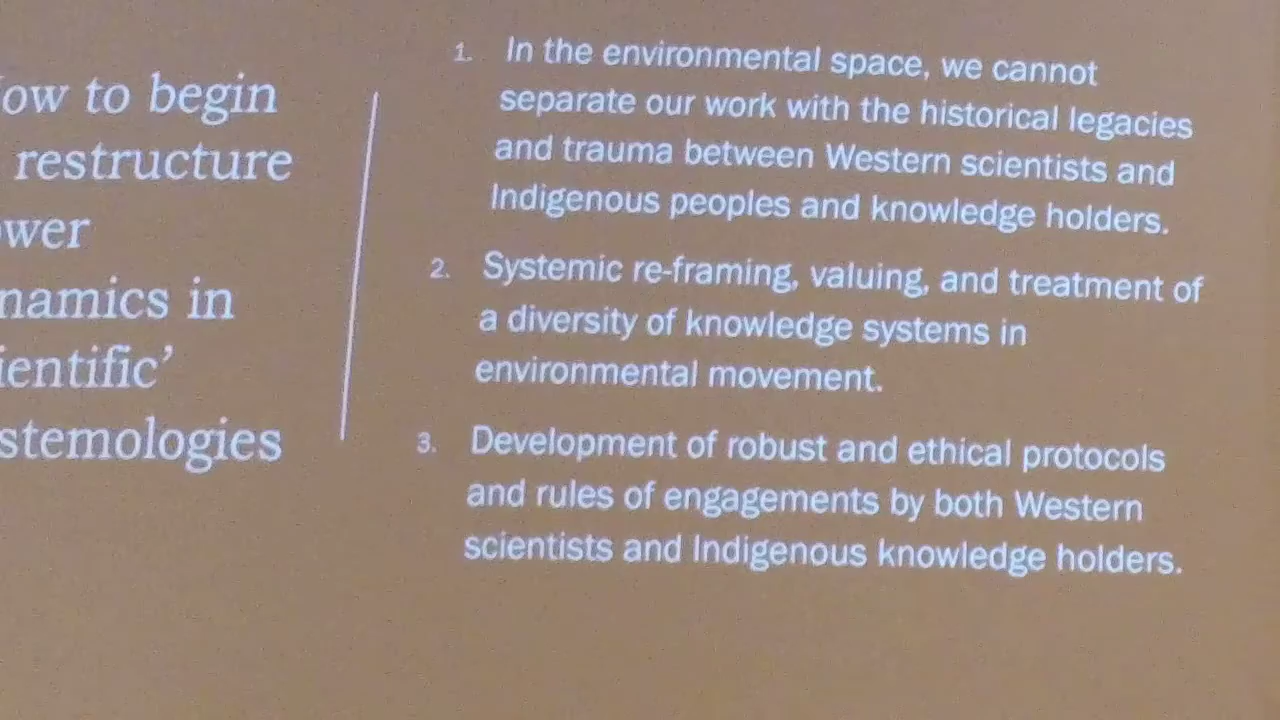 ow to begin
restructure
wer
namics in
ientific’
stemologies
1. In the environmental space, we cannot
separate our work with the historical legacies
and trauma between Western scientists and
Indigenous peoples and knowledge holders.
2. Systemic re-framing, valuing, and treatment of
a diversity of knowledge systems in
environmental movement.
3. Development of robust and ethical protocols
and rules of engagements by both Western
scientists and Indigenous knowledge holders.